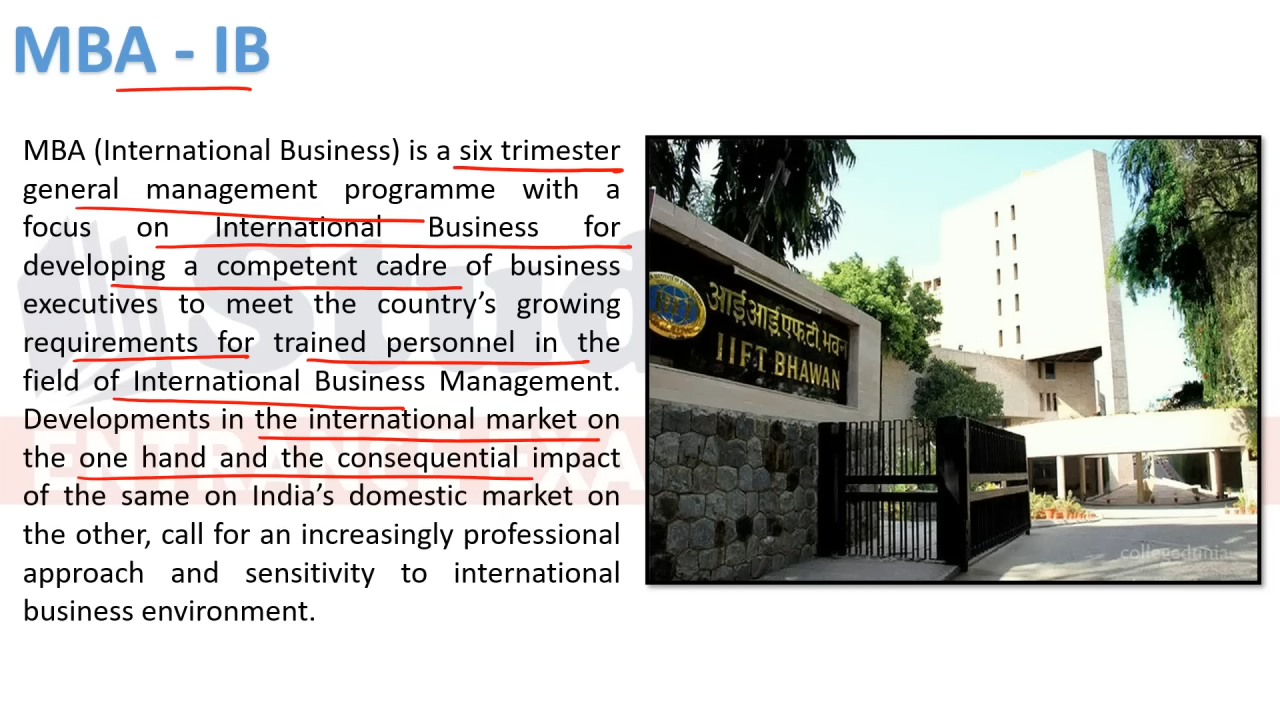 MBA - IB
MBA (International Business) is a six trimester
general management programme with a
focus on International Business for
developing a competent cadre of business
executives to meet the country’s growing
requirements for trained personnel in the
field of International Business Management.
Developments in the international market on
the one hand and the consequential impact
of the same on India’s domestic market on
the other, call for an increasingly professional
approach and sensitivity to international
business environment.
आई.आई.एफ.टी. भवन
IIFT BHAWAN
collegedunia